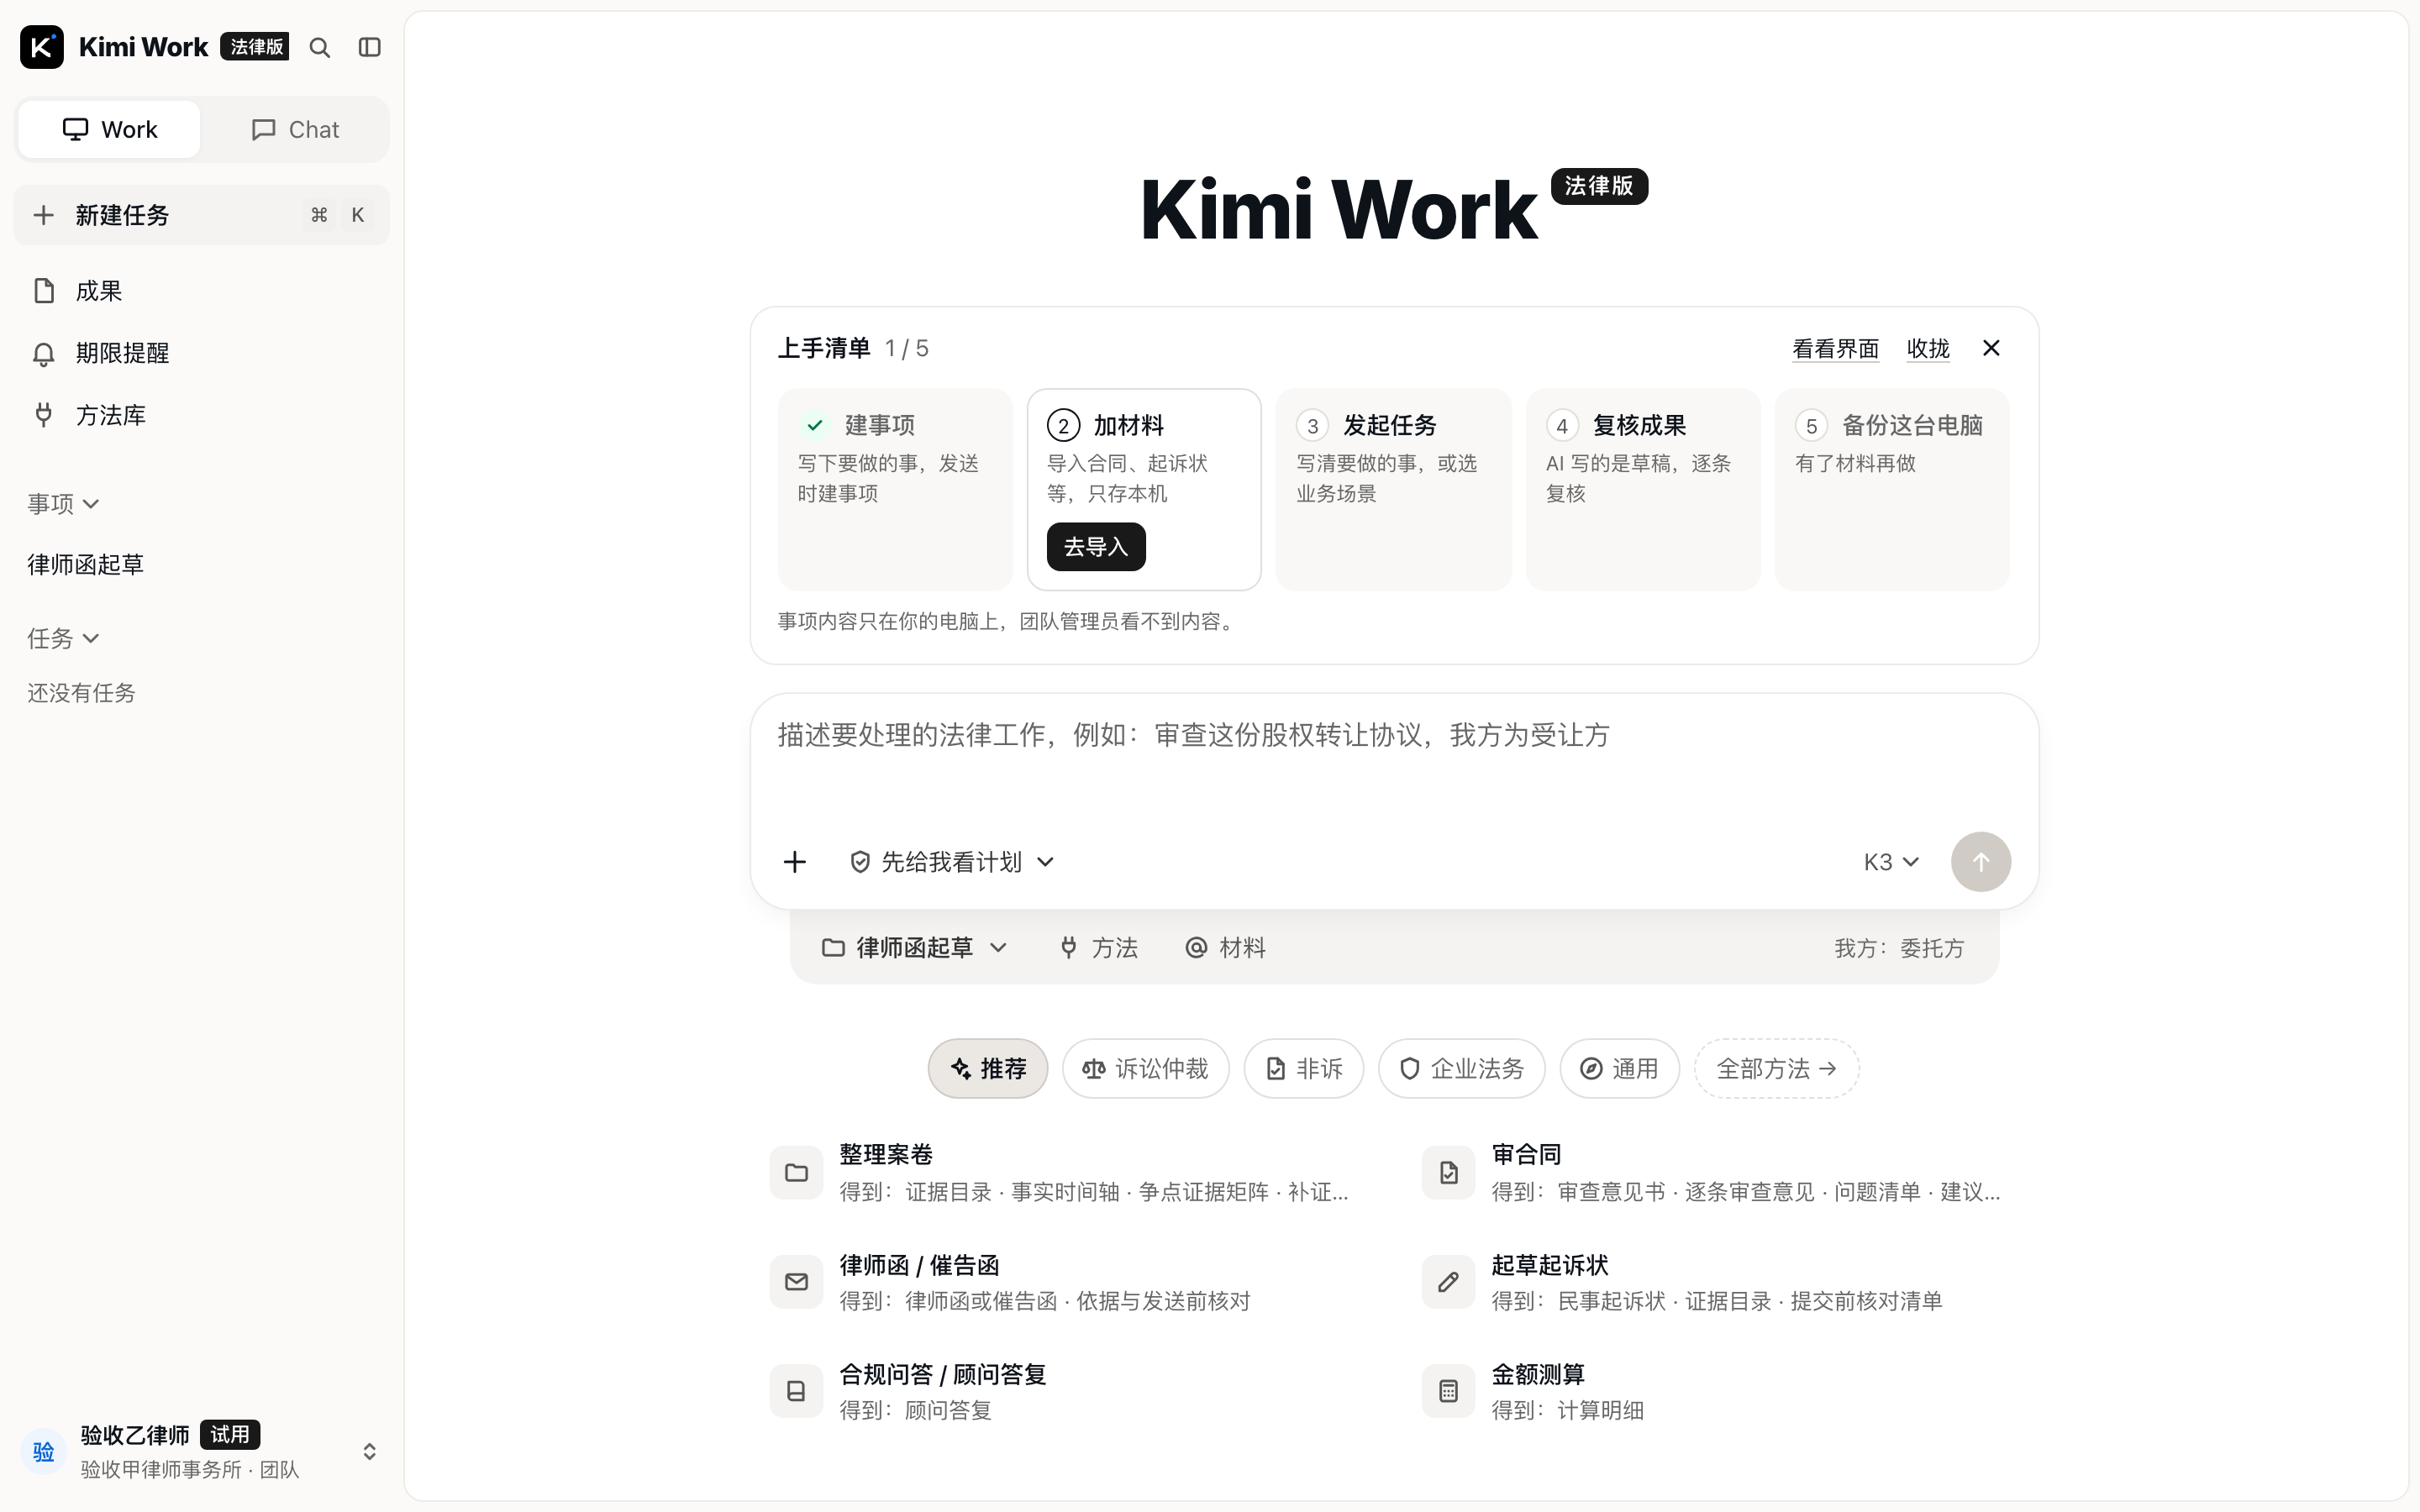 Kimi Work 法律版
Work
Chat
新建任务 ⌘ K
成果
期限提醒
方法库
事项
律师函起草
任务
还没有任务
验
验收乙律师 试用
验收甲律师事务所 · 团队
Kimi Work 法律版
上手清单 1 / 5
看看界面 收拢
建事项
写下要做的事，发送
时建事项
2 加材料
导入合同、起诉状
等，只存本机
去导入
3 发起任务
写清要做的事，或选
业务场景
4 复核成果
AI 写的是草稿，逐条
复核
5 备份这台电脑
有了材料再做
事项内容只在你的电脑上，团队管理员看不到内容。
描述要处理的法律工作，例如：审查这份股权转让协议，我方为受让方
先给我看计划
K3
律师函起草
方法
@ 材料
我方：委托方
推荐
诉讼仲裁
非诉
企业法务
通用
全部方法 →
整理案卷
得到：证据目录 · 事实时间轴 · 争点证据矩阵 · 补证...
审合同
得到：审查意见书 · 逐条审查意见 · 问题清单 · 建议...
律师函 / 催告函
得到：律师函或催告函 · 依据与发送前核对
起草起诉状
得到：民事起诉状 · 证据目录 · 提交前核对清单
合规问答 / 顾问答复
得到：顾问答复
金额测算
得到：计算明细